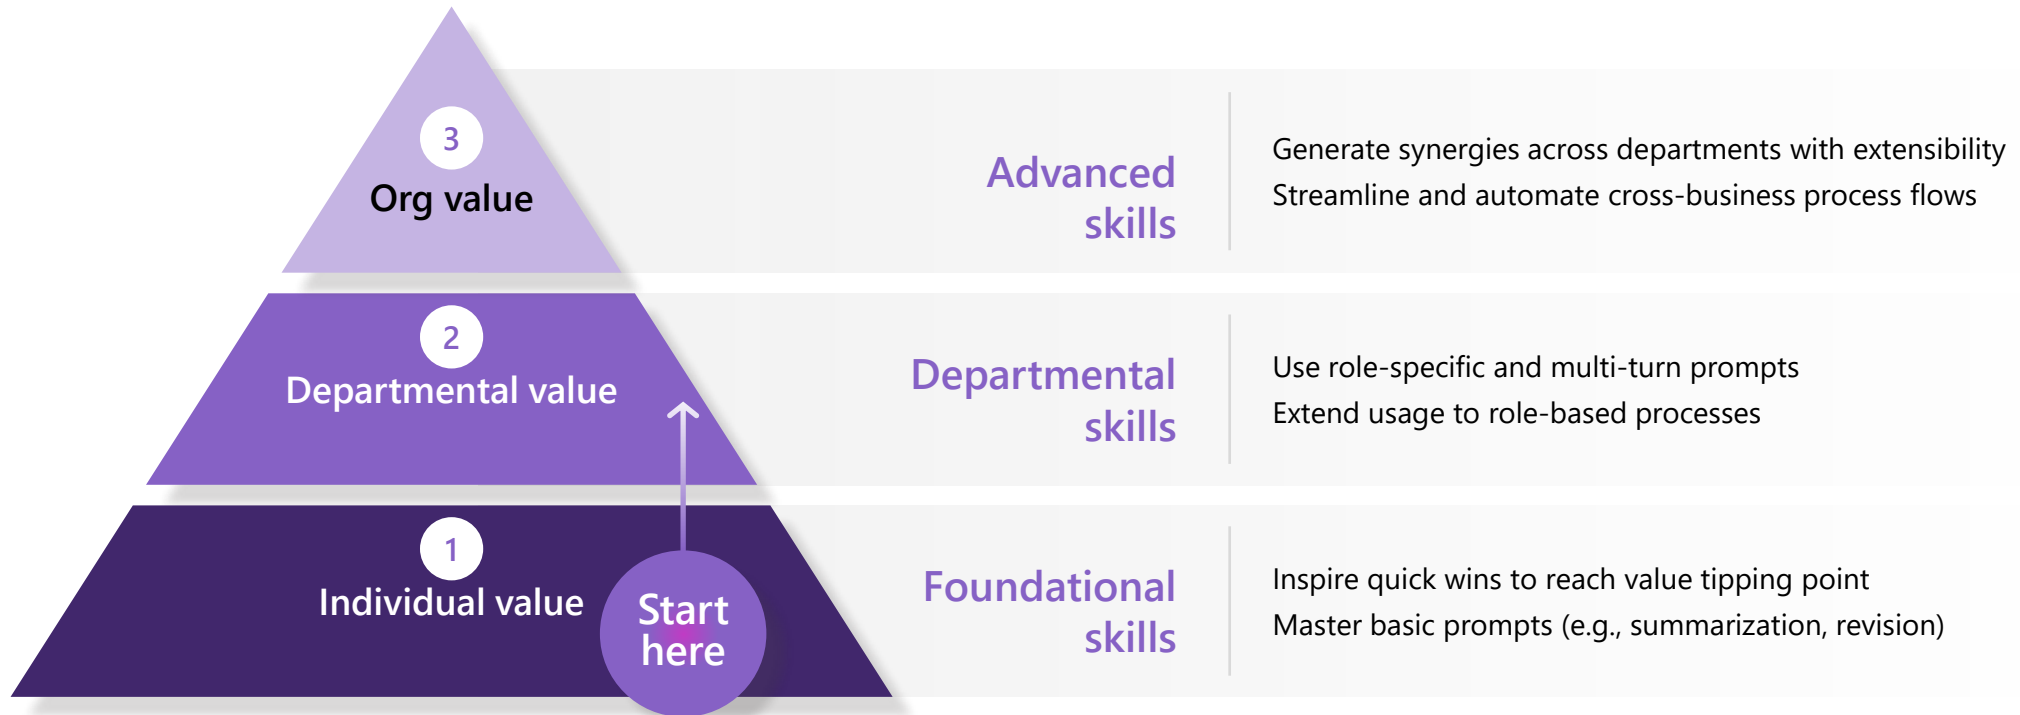 3
Org value
Advanced
skills
Generate synergies across departments with extensibility
Streamline and automate cross-business process flows
2
Departmental value
Departmental
skills
Use role-specific and multi-turn prompts
Extend usage to role-based processes
1
Individual value
Start
here
Foundational
skills
Inspire quick wins to reach value tipping point
Master basic prompts (e.g., summarization, revision)